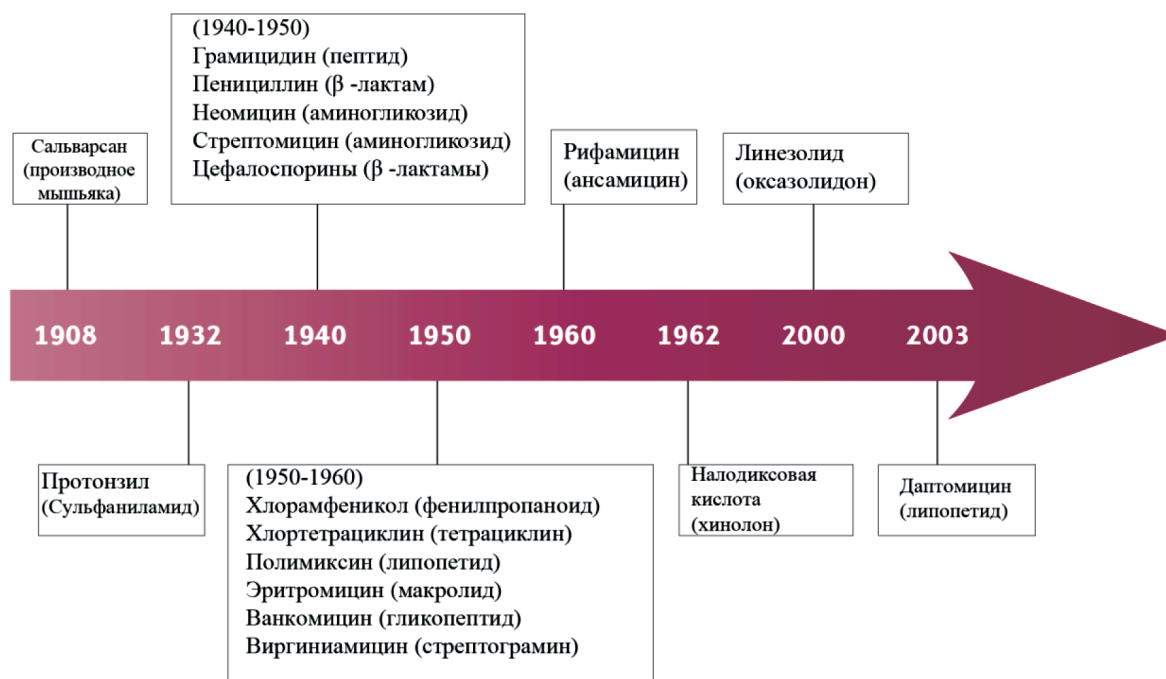 (1940-1950)
Грамицидин (пептид)
Пенициллин (β -лактам)
Неомицин (аминогликозид)
Стрептомицин (аминогликозид)
Цефалоспорины (β -лактамы)
Сальварсан
(производное
мышьяка)
Рифамицин
(ансамицин)
Линезолид
(оксазолидон)
1908 1932 1940 1950 1960 1962 2000 2003
Протонзил
(Сульфаниламид)
(1950-1960)
Хлорамфеникол (фенилпропаноид)
Хлортетрациклин (тетрациклин)
Полимиксин (липопетид)
Эритромицин (макролид)
Ванкомицин (гликопептид)
Виргиниамицин (стрептограмин)
Налодиксовая
кислота
(хинолон)
Даптомицин
(липопетид)